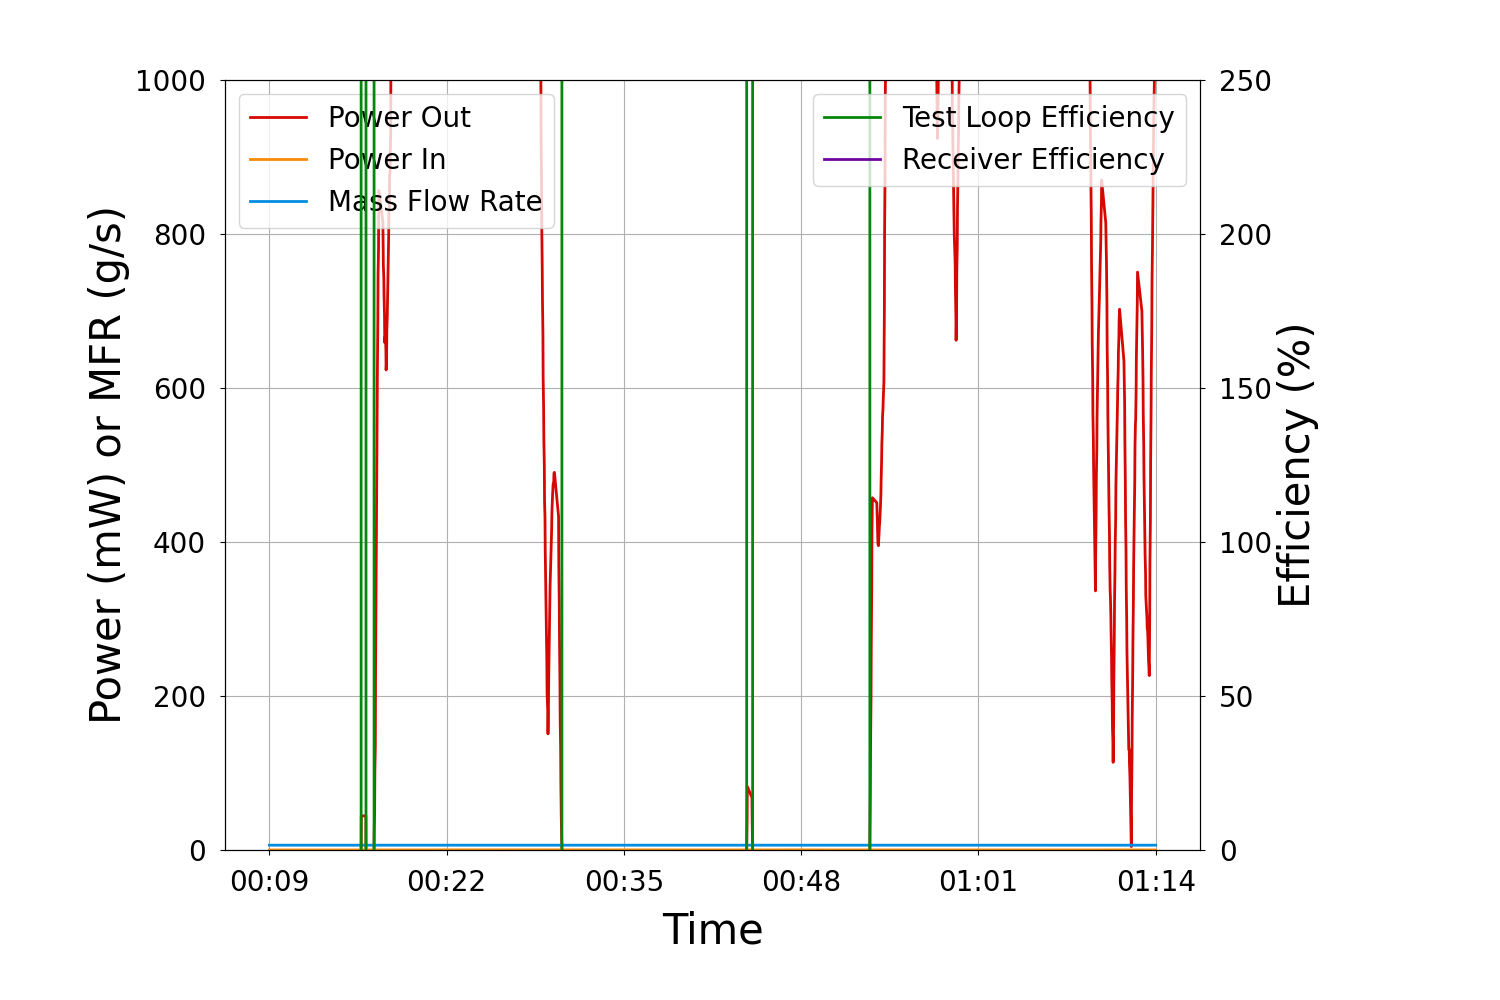 1000
800
600
400
200
0
Power (mW) or MFR (g/s)
Power Out
Power In
Mass Flow Rate
Test Loop Efficiency
Receiver Efficiency
250
200
150
100
50
0
Efficiency (%)
00:09 00:22 00:35 00:48 01:01 01:14
Time